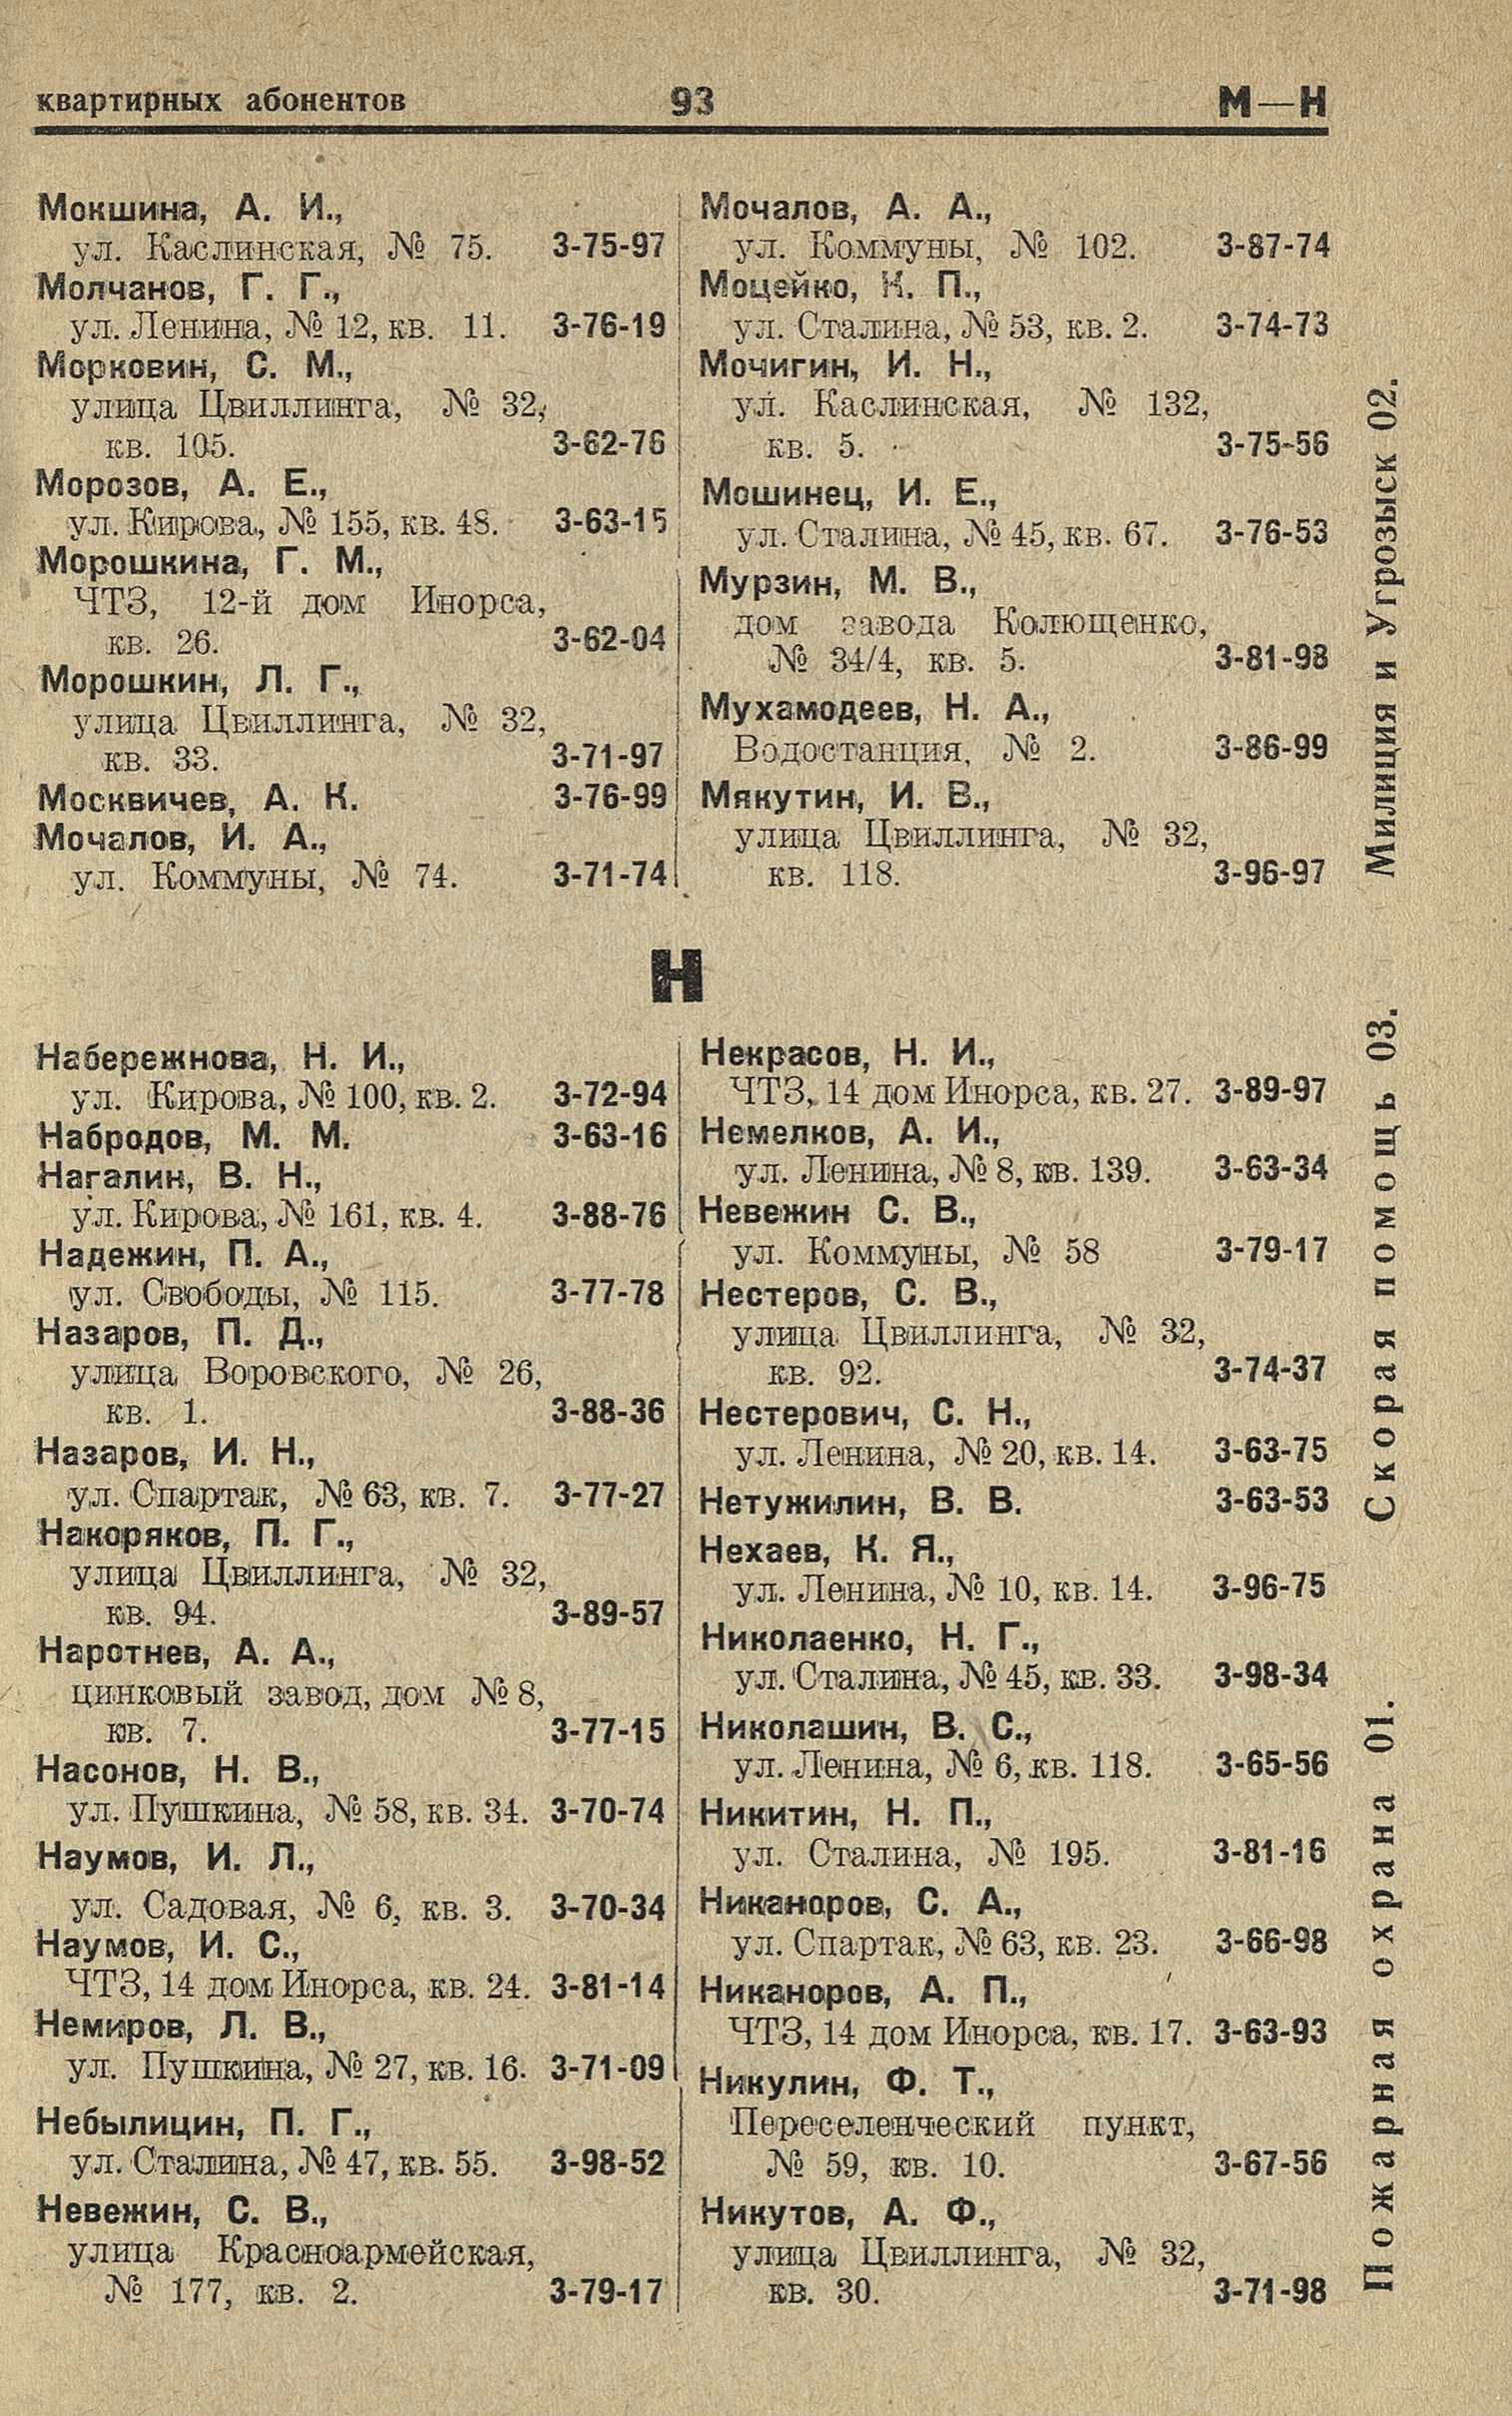 квартирных абонентов 93 М—Н
Мокшина, А. И.,
ул. Каслинская, № 75. 3-75-97
Молчанов, Г. Г.,
ул. Ленина, № 12, кв. 11. 3-76-19
Морковин, С. М.,
улица Цвиллинга, № 32,
кв. 105. 3-62-76
Морозов, А. Е.,
ул. Кирова, № 155, кв. 48. 3-63-15
Морошкина, Г. М.,
ЧТЗ, 12-й дом Инорса,
кв. 26. 3-62-04
Морошкин, Л. Г.,
улица Цвиллинга, № 32,
кв. 33. 3-71-97
Москвичев, А. К. 3-76-99
Мочалов, И. А.,
ул. Коммуны, № 74. 3-71-74
Мочалов, А. А.,
ул. Коммуны, № 102. 3-87-74
Моцейко, К. П.,
ул. Сталина, № 53, кв. 2. 3-74-73
Мочигин, И. Н.,
ул. Каслинская, № 132,
кв. 5. 3-75-56
Мошинец, И. Е.,
ул. Сталина, № 45, кв. 67. 3-76-53
Мурзин, М. В.,
дом завода Колющенко,
№ 34/4, кв. 5. 3-81-93
Мухамодеев, Н. А.,
Водостанция, № 2. 3-86-99
Мякутин, И. В.,
улица Цвиллинга, № 32,
кв. 118. 3-96-97
Н
Набережнова, Н. И.,
ул. Кирова, № 100, кв. 2. 3-72-94
Набродов, М. М. 3-63-16
Нагалин, В. Н.,
ул. Кирова, № 161, кв. 4. 3-88-76
Надежин, П. А.,
ул. Свободы, № 115. 3-77-78
Назаров, П. Д.,
улица Воровского, № 26,
кв. 1. 3-88-36
Назаров, И. Н.,
ул. Спартак, № 63, кв. 7. 3-77-27
Накоряков, П. Г.,
улица Цвиллинга, № 32,
кв. 94. 3-89-57
Наротнев, А. А.,
цинковый завод, дом № 8,
кв. 7. 3-77-15
Насонов, Н. В.,
ул. Пушкина, № 58, кв. 34. 3-70-74
Наумов, И. Л.,
ул. Садовая, № 6, кв. 3. 3-70-34
Наумов, И. С.,
ЧТЗ, 14 дом Инорса, кв. 24. 3-81-14
Немиров, Л. В.,
ул. Пушкина, № 27, кв. 16. 3-71-09
Небылицин, П. Г.,
ул. Сталина, № 47, кв. 55. 3-98-52
Невежин, С. В.,
улица Красноармейская,
№ 177, кв. 2. 3-79-17
Некрасов, Н. И.,
ЧТЗ, 14 дом Инорса, кв. 27. 3-89-97
Немелков, А. И.,
ул. Ленина, № 8, кв. 139. 3-63-34
Невежин С. В.,
ул. Коммуны, № 58 3-79-17
Нестеров, С. В.,
улица Цвиллинга, № 32,
кв. 92. 3-74-37
Нестерович, С. Н.,
ул. Ленина, № 20, кв. 14. 3-63-75
Нетужилин, В. В. 3-63-53
Нехаев, К. Я.,
ул. Ленина, № 10, кв. 14. 3-96-75
Николаенко, Н. Г.,
ул. Сталина, № 45, кв. 33. 3-98-34
Николашин, В. С.,
ул. Ленина, № 6, кв. 118. 3-65-56
Никитин, Н. П.,
ул. Сталина, № 195. 3-81-16
Никаноров, С. А.,
ул. Спартак, № 63, кв. 23. 3-66-98
Никаноров, А. П.,
ЧТЗ, 14 дом Инорса, кв. 17. 3-63-93
Никулин, Ф. Т.,
Переселенческий пункт,
№ 59, кв. 10. 3-67-56
Никутов, А. Ф.,
улица Цвиллинга, № 32,
кв. 30. 3-71-98
Пожарная охрана 01. Скорая помощь 03. Милиция и Угрозыск 02.